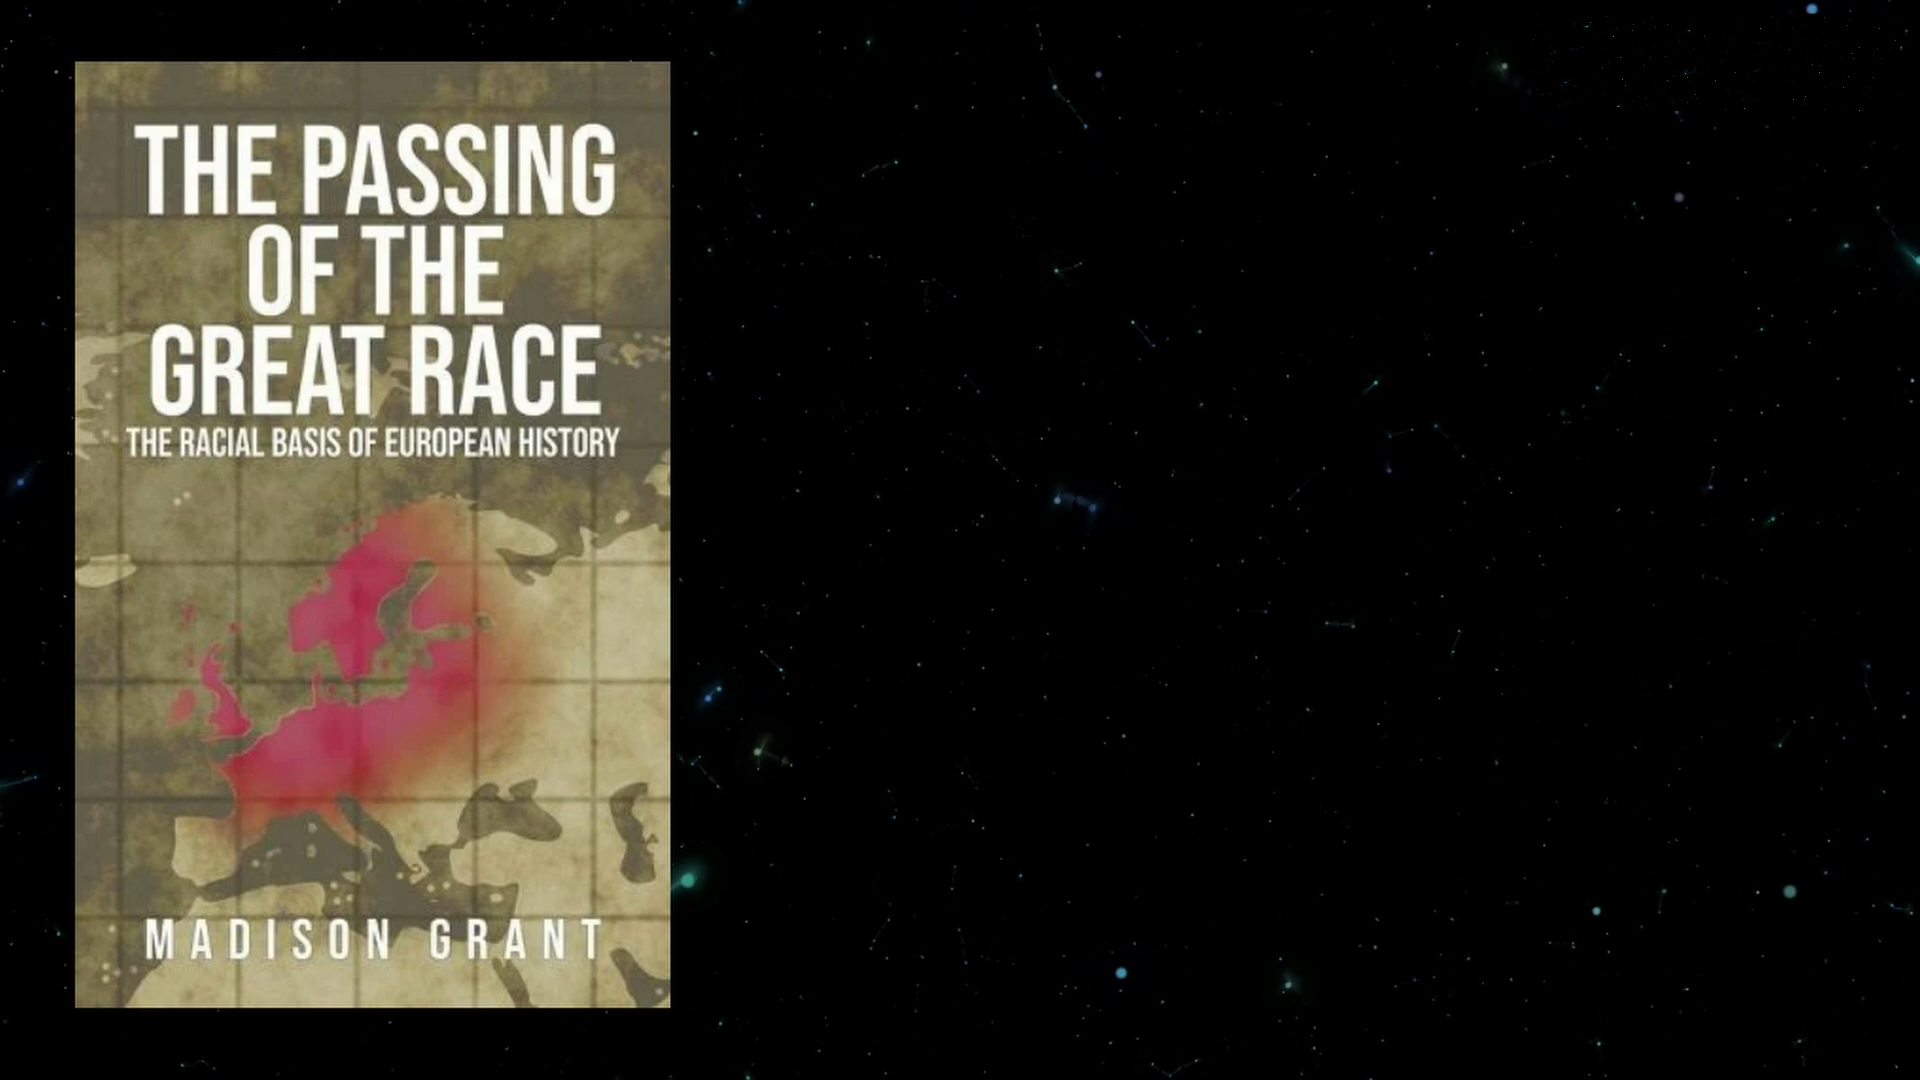 THE PASSING
OF THE
GREAT RACE
THE RACIAL BASIS OF EUROPEAN HISTORY
MADISON GRANT